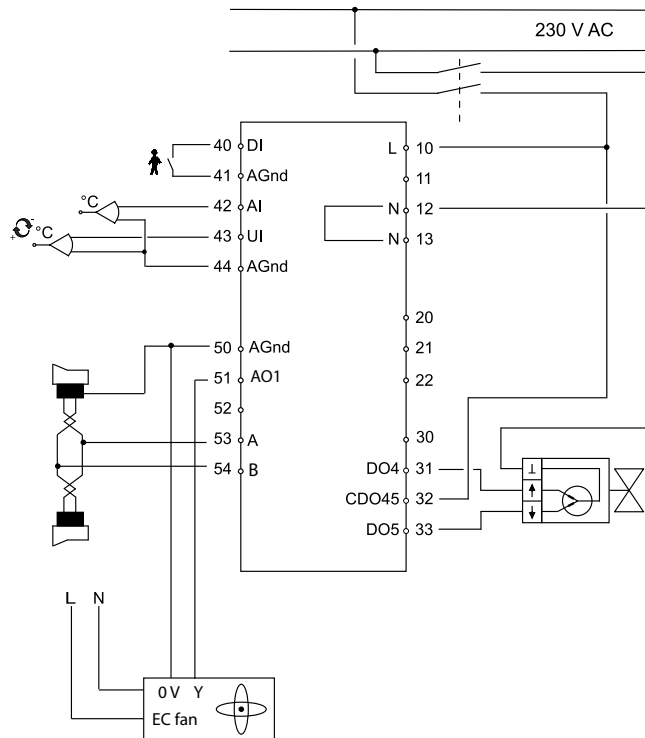 230 V AC
40 DI
L 10
41 AGnd
11
°C
42 AI
N 12
°C
43 UI
N 13
44 AGnd
20
50 AGnd
21
51 AO1
22
52
53 A
30
54 B
DO4 31
CDO45 32
DO5 33
L N
0 V Y
EC fan